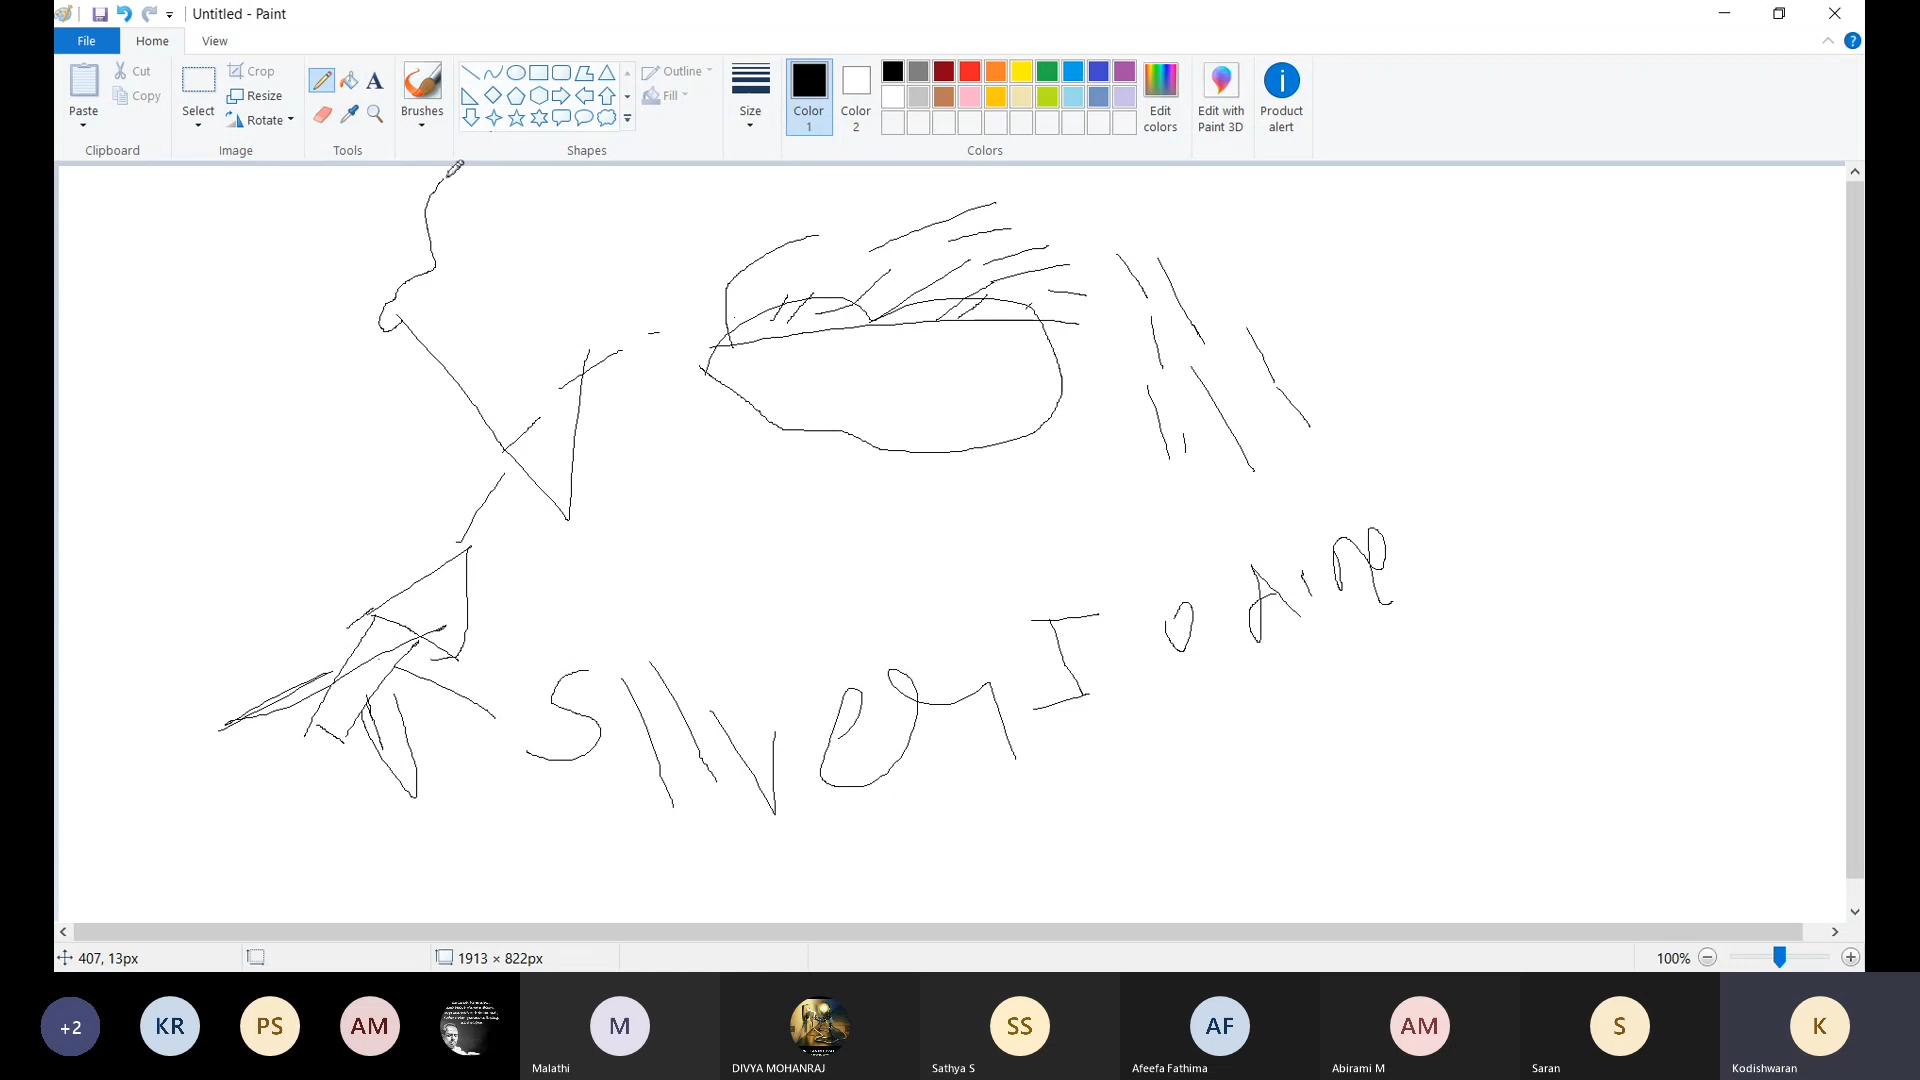 Untitled - Paint
File Home View
Paste Cut Copy Select Crop Resize Rotate Brushes Outline Fill Size Color 1 Color 2 Edit colors Edit with Paint 3D Product alert
Clipboard Image Tools Shapes Colors
Silver
407, 13px 1913 × 822px 100%
+2 KR PS AM M SS AF AM S K
Malathi DIVYA MOHANRAJ Sathya S Afeefa Fathima Abirami M Saran Kodishwaran